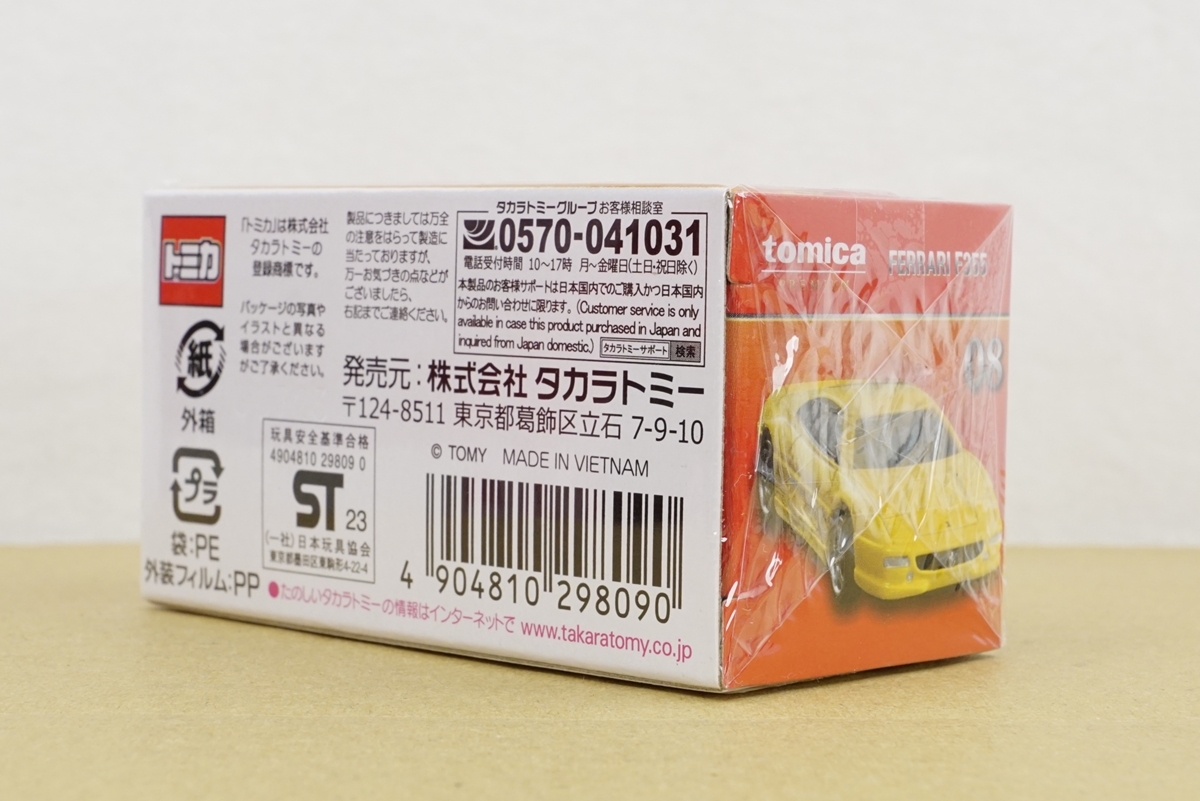 トミカ
「トミカ」は株式会社
タカラトミーの
登録商標です。
パッケージの写真や
イラストと異なる
場合がございます
がご了承ください。
製品につきましては万全
の注意をはらって製造に
当たっておりますが、
万一お気づきの点などが
ございましたら、
右記までご連絡ください。
タカラトミーグループ お客様相談室
0570-041031
電話受付時間 10〜17時 月〜金曜日(土日・祝日除く)
本製品のお客様サポートは日本国内でのご購入かつ日本国内
からのお問い合わせに限ります。(Customer service is only
available in case this product purchased in Japan and
inquired from Japan domestic.) タカラトミーサポート 検索
発売元：株式会社 タカラトミー
〒124-8511 東京都葛飾区立石 7-9-10
© TOMY MADE IN VIETNAM
紙
外箱
プラ
袋:PE
外装フィルム:PP
玩具安全基準合格
4904810 29809 0
ST 23
(一社)日本玩具協会
東京都墨田区東駒形4-22-4
4 904810 298090
●たのしいタカラトミーの情報はインターネットで www.takaratomy.co.jp
tomica
FERRARI F355
08